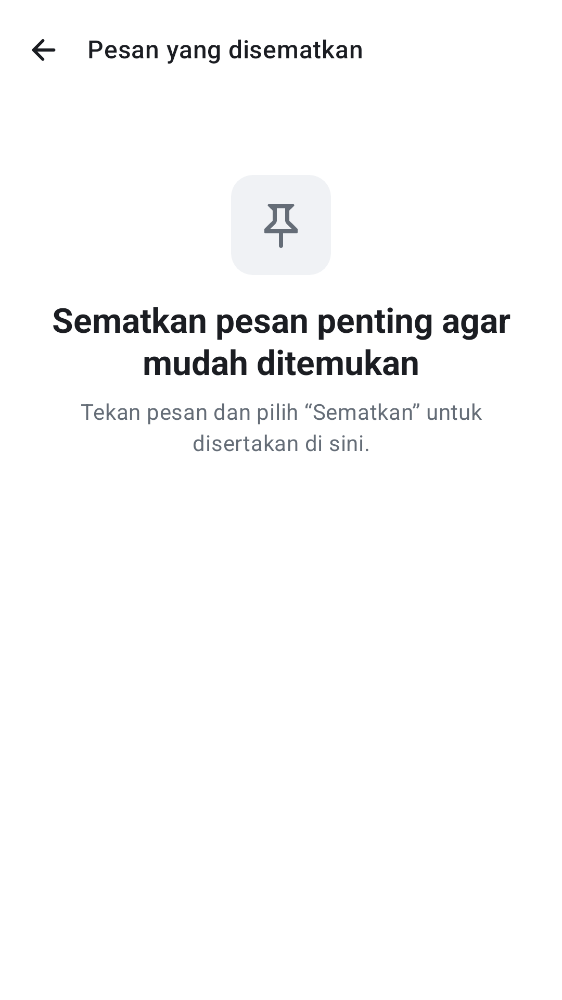 Pesan yang disematkan
Sematkan pesan penting agar
mudah ditemukan
Tekan pesan dan pilih “Sematkan” untuk
disertakan di sini.